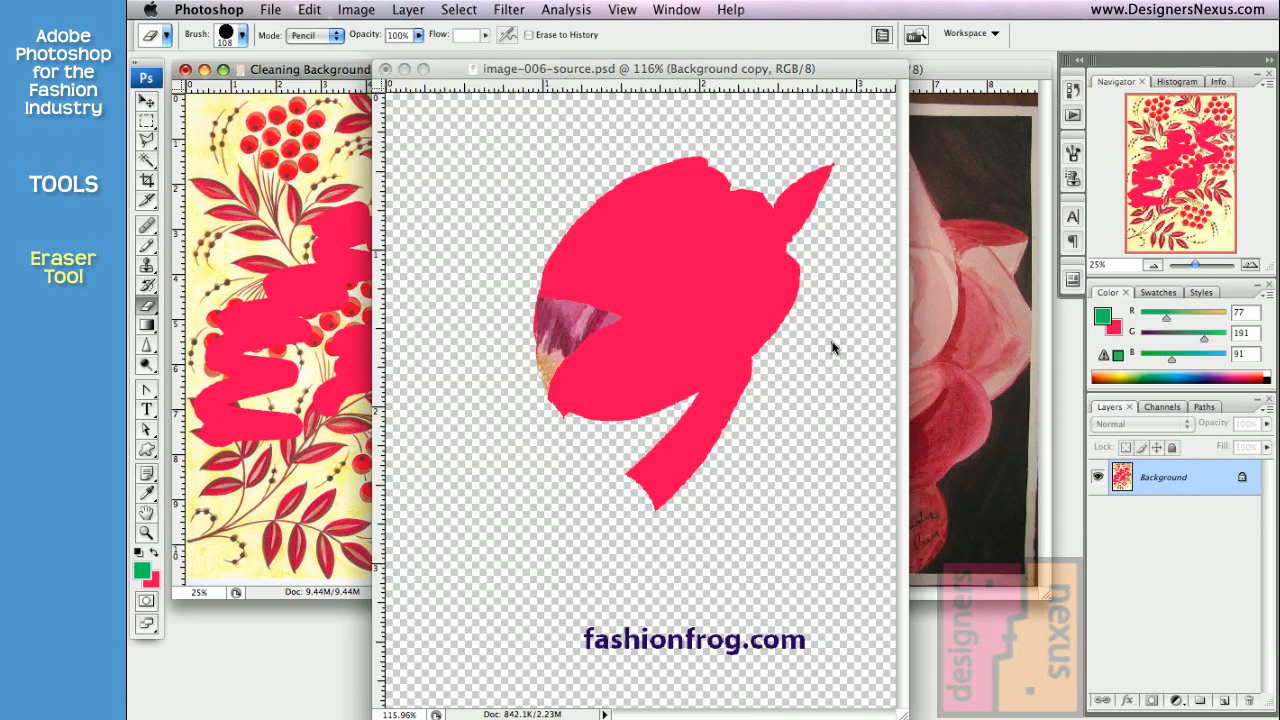 Photoshop File Edit Image Layer Select Filter Analysis View Window Help www.DesignersNexus.com
Adobe
Photoshop
for the
Fashion
Industry
TOOLS
Eraser
Tool
Brush: 108 Mode: Pencil Opacity: 100% Flow: Erase to History Workspace
Ps
Cleaning Background
image-006-source.psd @ 116% (Background copy, RGB/8)
/8)
Navigator Histogram Info
25%
Color Swatches Styles
R 77
G 191
B 91
Layers Channels Paths
Normal Opacity: 100%
Lock: Fill: 100%
Background
25% Doc: 9.44M/9.44M
fashionfrog.com
designers
nexus
115.96% Doc: 842.1K/2.23M